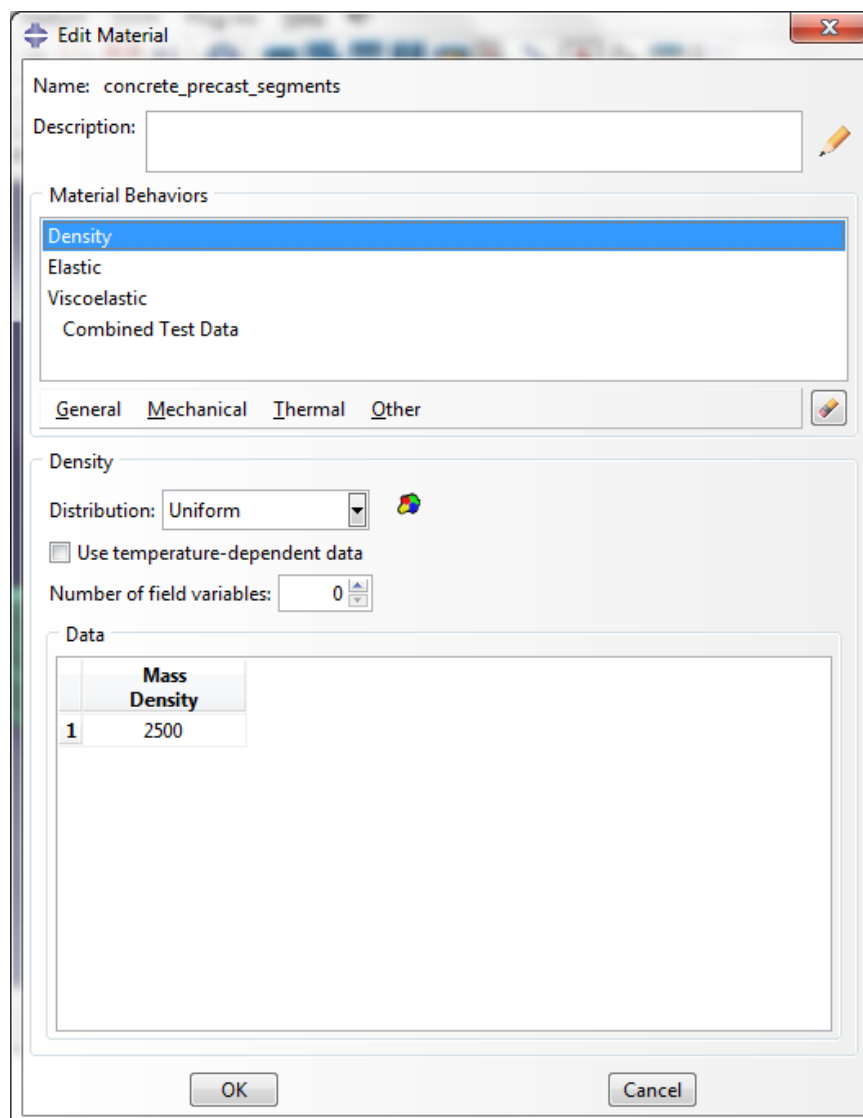 Edit Material
Name: concrete_precast_segments
Description:
Material Behaviors
Density
Elastic
Viscoelastic
Combined Test Data
General Mechanical Thermal Other
Density
Distribution: Uniform
Use temperature-dependent data
Number of field variables: 0
Data
Mass
Density
1 2500
OK Cancel